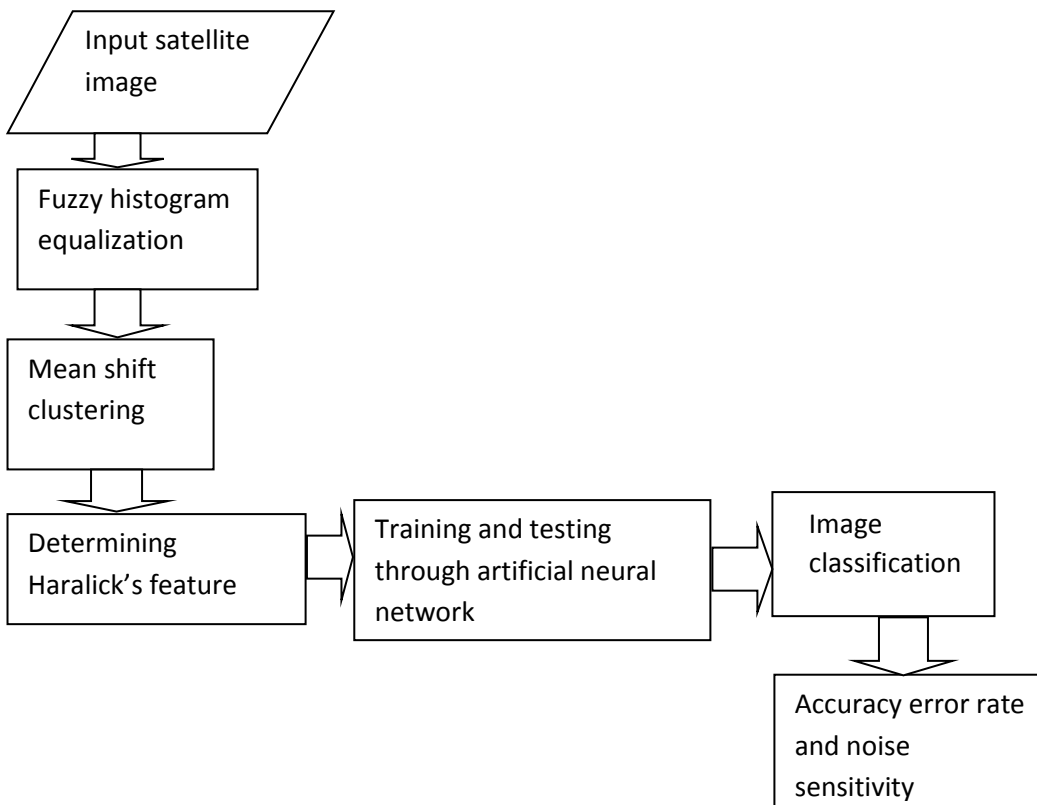 Input satellite
image
Fuzzy histogram
equalization
Mean shift
clustering
Determining
Haralick’s feature
Training and testing
through artificial neural
network
Image
classification
Accuracy error rate
and noise
sensitivity